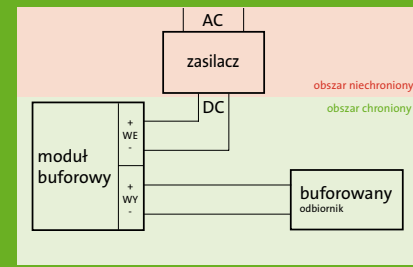 AC
zasilacz
obszar niechroniony
DC
obszar chroniony
+
WE
-
moduł
buforowy
+
WY
-
buforowany
odbiornik